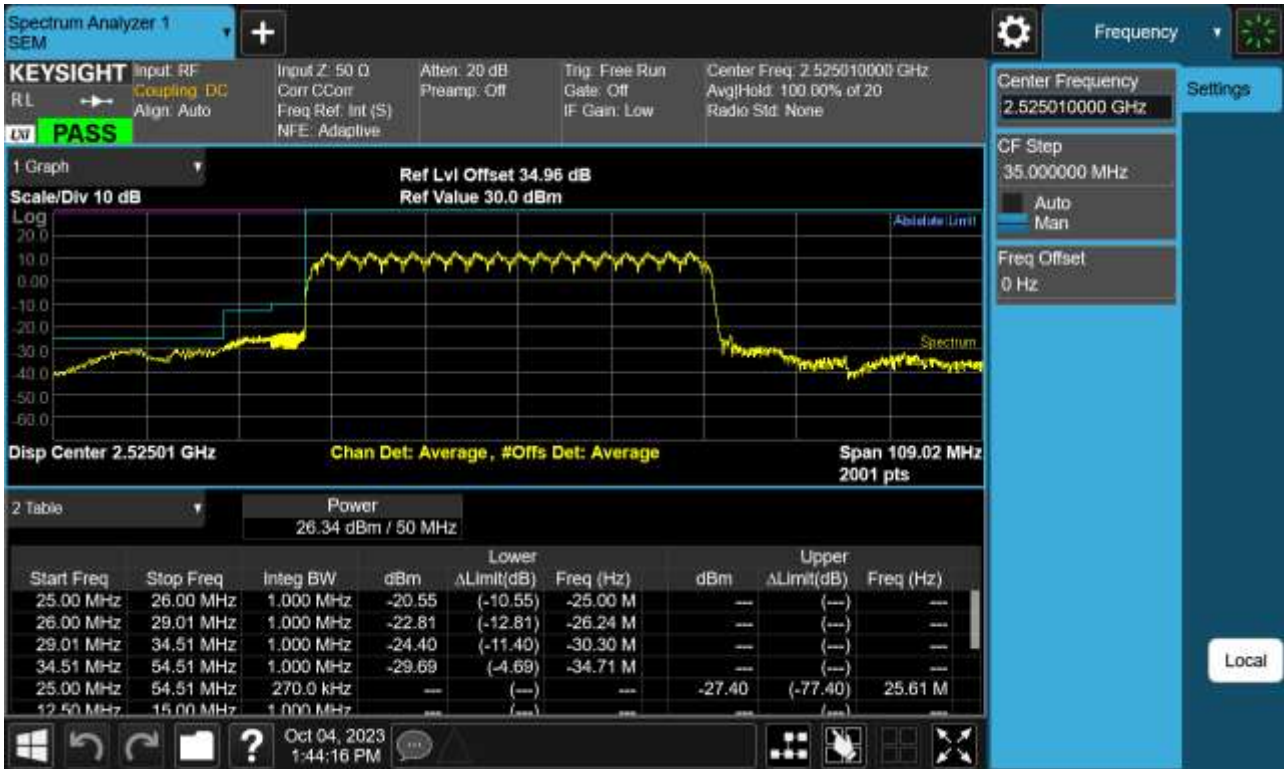 Spectrum Analyzer 1
SEM
+
Frequency
KEYSIGHT
RL
LXI
PASS
Input: RF
Coupling: DC
Align: Auto
Input Z: 50 Ω
Corr CCorr
Freq Ref: Int (S)
NFE: Adaptive
Atten: 20 dB
Preamp: Off
Trig: Free Run
Gate: Off
IF Gain: Low
Center Freq: 2.525010000 GHz
Avg|Hold: 100.00% of 20
Radio Std: None
Center Frequency
2.525010000 GHz
Settings
CF Step
35.000000 MHz
Auto
Man
Freq Offset
0 Hz
1 Graph
Scale/Div 10 dB
Ref Lvl Offset 34.96 dB
Ref Value 30.0 dBm
Log
20.0
10.0
0.00
-10.0
-20.0
-30.0
-40.0
-50.0
-60.0
Absolute Limit
Spectrum
Disp Center 2.52501 GHz
Chan Det: Average, #Offs Det: Average
Span 109.02 MHz
2001 pts
2 Table
Power
26.34 dBm / 50 MHz
Lower Upper
Start Freq Stop Freq Integ BW dBm ΔLimit(dB) Freq (Hz) dBm ΔLimit(dB) Freq (Hz)
25.00 MHz 26.00 MHz 1.000 MHz -20.55 (-10.55) -25.00 M --- (---) ---
26.00 MHz 29.01 MHz 1.000 MHz -22.81 (-12.81) -26.24 M --- (---) ---
29.01 MHz 34.51 MHz 1.000 MHz -24.40 (-11.40) -30.30 M --- (---) ---
34.51 MHz 54.51 MHz 1.000 MHz -29.69 (-4.69) -34.71 M --- (---) ---
25.00 MHz 54.51 MHz 270.0 kHz --- (---) --- -27.40 (-77.40) 25.61 M
12.50 MHz 15.00 MHz 1.000 MHz --- (---) --- --- (---) ---
Local
?
Oct 04, 2023
1:44:16 PM